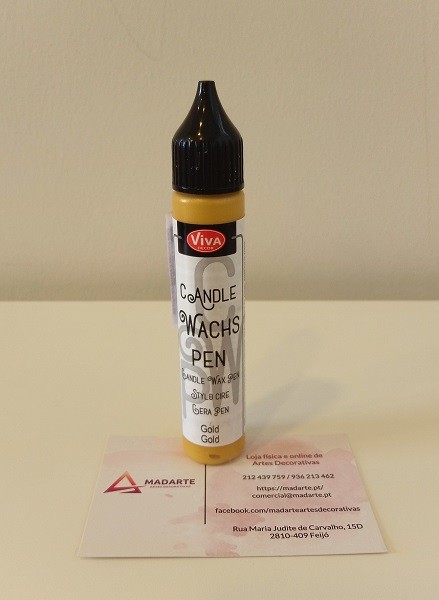 ViVA
DECOR
CANDLE
WACHS
PEN
CANDLE WAX PEN
STYLO CIRE
CERA PEN
Gold
Gold
MADARTE
Loja física e online de
Artes Decorativas
212 439 759 / 936 213 462
https://madarte.pt/
comercial@madarte.pt
facebook.com/madarteartesdecorativas
Rua Maria Judite de Carvalho, 15D
2810-409 Feijó